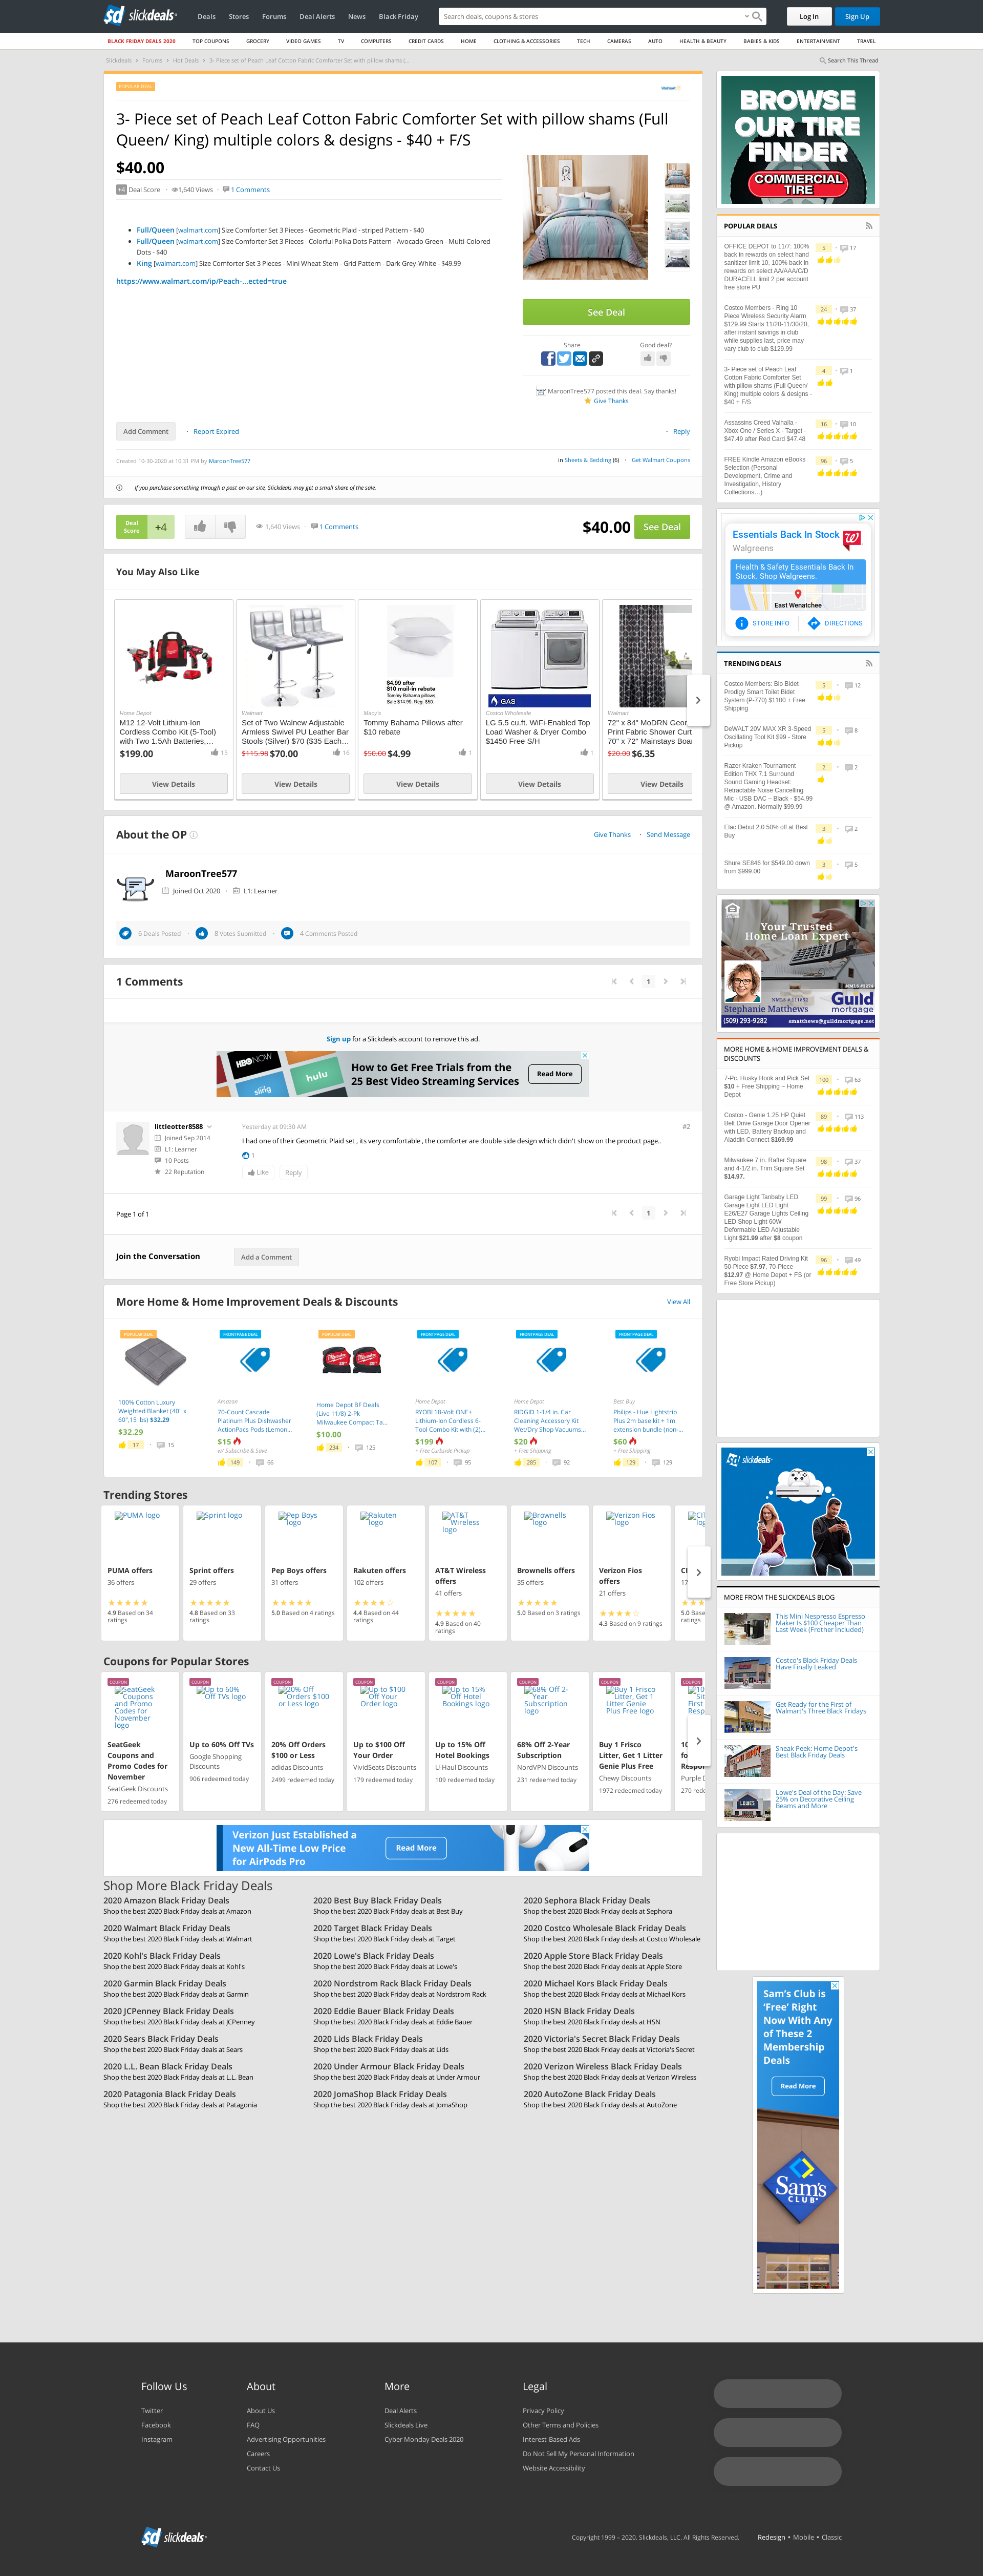 slickdeals
Deals
Stores
Forums
Deal Alerts
News
Black Friday
Search deals, coupons & stores
Log In
Sign Up
BLACK FRIDAY DEALS 2020
TOP COUPONS
GROCERY
VIDEO GAMES
TV
COMPUTERS
CREDIT CARDS
HOME
CLOTHING & ACCESSORIES
TECH
CAMERAS
AUTO
HEALTH & BEAUTY
BABIES & KIDS
ENTERTAINMENT
TRAVEL
Slickdeals > Forums > Hot Deals > 3- Piece set of Peach Leaf Cotton Fabric Comforter Set with pillow shams (...
Search This Thread
POPULAR DEAL
Walmart
3- Piece set of Peach Leaf Cotton Fabric Comforter Set with pillow shams (Full
Queen/ King) multiple colors & designs - $40 + F/S
$40.00
+4 Deal Score
1,640 Views
1 Comments
Full/Queen [walmart.com] Size Comforter Set 3 Pieces - Geometric Plaid - striped Pattern - $40
Full/Queen [walmart.com] Size Comforter Set 3 Pieces - Colorful Polka Dots Pattern - Avocado Green - Multi-Colored
Dots - $40
King [walmart.com] Size Comforter Set 3 Pieces - Mini Wheat Stem - Grid Pattern - Dark Grey-White - $49.99
https://www.walmart.com/ip/Peach-...ected=true
See Deal
Share
Good deal?
MaroonTree577 posted this deal. Say thanks!
Give Thanks
Add Comment
Report Expired
Reply
Created 10-30-2020 at 10:31 PM by MaroonTree577
in Sheets & Bedding (6)
Get Walmart Coupons
If you purchase something through a post on our site, Slickdeals may get a small share of the sale.
Deal
Score
+4
1,640 Views
1 Comments
$40.00
See Deal
You May Also Like
Home Depot
M12 12-Volt Lithium-Ion
Cordless Combo Kit (5-Tool)
with Two 1.5Ah Batteries,...
$199.00
15
View Details
Walmart
Set of Two Walnew Adjustable
Armless Swivel PU Leather Bar
Stools (Silver) $70 ($35 Each...
$115.98 $70.00
16
View Details
$4.99 after
$10 mail-in rebate
Tommy Bahama pillows,
Sale $14.99. Reg. $50.
Macy's
Tommy Bahama Pillows after
$10 rebate
$50.00 $4.99
1
View Details
GAS
Costco Wholesale
LG 5.5 cu.ft. WiFi-Enabled Top
Load Washer & Dryer Combo
$1450 Free S/H
1
View Details
Walmart
72" x 84" MoDRN Geor
Print Fabric Shower Curt
70" x 72" Mainstays Boar
$20.00 $6.35
View Details
About the OP
Give Thanks
Send Message
MaroonTree577
Joined Oct 2020
L1: Learner
6 Deals Posted
8 Votes Submitted
4 Comments Posted
1 Comments
1
Sign up for a Slickdeals account to remove this ad.
HBO NOW
sling
hulu
How to Get Free Trials from the
25 Best Video Streaming Services
Read More
littleotter8588
Joined Sep 2014
L1: Learner
10 Posts
22 Reputation
Yesterday at 09:30 AM
#2
I had one of their Geometric Plaid set , its very comfortable , the comforter are double side design which didn't show on the product page..
1
Like
Reply
Page 1 of 1
1
Join the Conversation
Add a Comment
More Home & Home Improvement Deals & Discounts
View All
POPULAR DEAL
100% Cotton Luxury
Weighted Blanket (40" x
60",15 lbs) $32.29
$32.29
17
15
FRONTPAGE DEAL
Amazon
70-Count Cascade
Platinum Plus Dishwasher
ActionPacs Pods (Lemon...
$15
w/ Subscribe & Save
149
66
POPULAR DEAL
Home Depot BF Deals
(Live 11/8) 2-Pk
Milwaukee Compact Ta...
$10.00
234
125
FRONTPAGE DEAL
Home Depot
RYOBI 18-Volt ONE+
Lithium-Ion Cordless 6-
Tool Combo Kit with (2)...
$199
+ Free Curbside Pickup
107
95
FRONTPAGE DEAL
Home Depot
RIDGID 1-1/4 in. Car
Cleaning Accessory Kit
Wet/Dry Shop Vacuums...
$20
+ Free Shipping
285
92
FRONTPAGE DEAL
Best Buy
Philips - Hue Lightstrip
Plus 2m base kit + 1m
extension bundle (non-...
$60
+ Free Shipping
129
129
Trending Stores
PUMA logo
PUMA offers
36 offers
4.9 Based on 34
ratings
Sprint logo
Sprint offers
29 offers
4.8 Based on 33
ratings
Pep Boys
logo
Pep Boys offers
31 offers
5.0 Based on 4 ratings
Rakuten
logo
Rakuten offers
102 offers
4.4 Based on 44
ratings
AT&T
Wireless
logo
AT&T Wireless
offers
41 offers
4.9 Based on 40
ratings
Brownells
logo
Brownells offers
35 offers
5.0 Based on 3 ratings
Verizon Fios
logo
Verizon Fios
offers
21 offers
4.3 Based on 9 ratings
5.0 Base
ratings
Coupons for Popular Stores
COUPON
SeatGeek
Coupons
and Promo
Codes for
November
logo
SeatGeek
Coupons and
Promo Codes for
November
SeatGeek Discounts
276 redeemed today
COUPON
Up to 60%
Off TVs logo
Up to 60% Off TVs
Google Shopping
Discounts
906 redeemed today
COUPON
20% Off
Orders $100
or Less logo
20% Off Orders
$100 or Less
adidas Discounts
2499 redeemed today
COUPON
Up to $100
Off Your
Order logo
Up to $100 Off
Your Order
VividSeats Discounts
179 redeemed today
COUPON
Up to 15%
Off Hotel
Bookings logo
Up to 15% Off
Hotel Bookings
U-Haul Discounts
109 redeemed today
COUPON
68% Off 2-
Year
Subscription
logo
68% Off 2-Year
Subscription
NordVPN Discounts
231 redeemed today
COUPON
Buy 1 Frisco
Litter, Get 1
Litter Genie
Plus Free logo
Buy 1 Frisco
Litter, Get 1 Litter
Genie Plus Free
Chewy Discounts
1972 redeemed today
COUPON
Verizon Just Established a
New All-Time Low Price
for AirPods Pro
Read More
Shop More Black Friday Deals
2020 Amazon Black Friday Deals
Shop the best 2020 Black Friday deals at Amazon
2020 Best Buy Black Friday Deals
Shop the best 2020 Black Friday deals at Best Buy
2020 Sephora Black Friday Deals
Shop the best 2020 Black Friday deals at Sephora
2020 Walmart Black Friday Deals
Shop the best 2020 Black Friday deals at Walmart
2020 Target Black Friday Deals
Shop the best 2020 Black Friday deals at Target
2020 Costco Wholesale Black Friday Deals
Shop the best 2020 Black Friday deals at Costco Wholesale
2020 Kohl's Black Friday Deals
Shop the best 2020 Black Friday deals at Kohl's
2020 Lowe's Black Friday Deals
Shop the best 2020 Black Friday deals at Lowe's
2020 Apple Store Black Friday Deals
Shop the best 2020 Black Friday deals at Apple Store
2020 Garmin Black Friday Deals
Shop the best 2020 Black Friday deals at Garmin
2020 Nordstrom Rack Black Friday Deals
Shop the best 2020 Black Friday deals at Nordstrom Rack
2020 Michael Kors Black Friday Deals
Shop the best 2020 Black Friday deals at Michael Kors
2020 JCPenney Black Friday Deals
Shop the best 2020 Black Friday deals at JCPenney
2020 Eddie Bauer Black Friday Deals
Shop the best 2020 Black Friday deals at Eddie Bauer
2020 HSN Black Friday Deals
Shop the best 2020 Black Friday deals at HSN
2020 Sears Black Friday Deals
Shop the best 2020 Black Friday deals at Sears
2020 Lids Black Friday Deals
Shop the best 2020 Black Friday deals at Lids
2020 Victoria's Secret Black Friday Deals
Shop the best 2020 Black Friday deals at Victoria's Secret
2020 L.L. Bean Black Friday Deals
Shop the best 2020 Black Friday deals at L.L. Bean
2020 Under Armour Black Friday Deals
Shop the best 2020 Black Friday deals at Under Armour
2020 Verizon Wireless Black Friday Deals
Shop the best 2020 Black Friday deals at Verizon Wireless
2020 Patagonia Black Friday Deals
Shop the best 2020 Black Friday deals at Patagonia
2020 JomaShop Black Friday Deals
Shop the best 2020 Black Friday deals at JomaShop
2020 AutoZone Black Friday Deals
Shop the best 2020 Black Friday deals at AutoZone
BROWSE
OUR TIRE
FINDER
COMMERCIAL
TIRE
POPULAR DEALS
OFFICE DEPOT to 11/7: 100%
back in rewards on select hand
sanitizer limit 10, 100% back in
rewards on select AA/AAA/C/D
DURACELL limit 2 per account
free store PU
5
17
Costco Members - Ring 10
Piece Wireless Security Alarm
$129.99 Starts 11/20-11/30/20,
after instant savings in club
while supplies last, price may
vary club to club $129.99
24
37
3- Piece set of Peach Leaf
Cotton Fabric Comforter Set
with pillow shams (Full Queen/
King) multiple colors & designs -
$40 + F/S
4
1
Assassins Creed Valhalla -
Xbox One / Series X - Target -
$47.49 after Red Card $47.48
16
10
FREE Kindle Amazon eBooks
Selection (Personal
Development, Crime and
Investigation, History
Collections…)
96
5
Essentials Back In Stock
Walgreens
Health & Safety Essentials Back In
Stock. Shop Walgreens.
East Wenatchee
STORE INFO
DIRECTIONS
TRENDING DEALS
Costco Members: Bio Bidet
Prodigy Smart Toilet Bidet
System (P-770) $1100 + Free
Shipping
5
12
DeWALT 20V MAX XR 3-Speed
Oscillating Tool Kit $99 - Store
Pickup
5
8
Razer Kraken Tournament
Edition THX 7.1 Surround
Sound Gaming Headset:
Retractable Noise Cancelling
Mic - USB DAC – Black - $54.99
@ Amazon. Normally $99.99
2
2
Elac Debut 2.0 50% off at Best
Buy
3
2
Shure SE846 for $549.00 down
from $999.00
3
5
Your Trusted
Home Loan Expert
NMLS #3274
NMLS # 111652
Stephanie Matthews
Guild
mortgage
(509) 293-9282
smatthews@guildmortgage.net
MORE HOME & HOME IMPROVEMENT DEALS &
DISCOUNTS
7-Pc. Husky Hook and Pick Set
$10 + Free Shipping ~ Home
Depot
100
63
Costco - Genie 1.25 HP Quiet
Belt Drive Garage Door Opener
with LED, Battery Backup and
Aladdin Connect $169.99
89
113
Milwaukee 7 in. Rafter Square
and 4-1/2 in. Trim Square Set
$14.97.
98
37
Garage Light Tanbaby LED
Garage Light LED Light
E26/E27 Garage Lights Ceiling
LED Shop Light 60W
Deformable LED Adjustable
Light $21.99 after $8 coupon
99
96
Ryobi Impact Rated Driving Kit
50-Piece $7.97, 70-Piece
$12.97 @ Home Depot + FS (or
Free Store Pickup)
96
49
slickdeals
MORE FROM THE SLICKDEALS BLOG
This Mini Nespresso Espresso
Maker Is $100 Cheaper Than
Last Week (Frother Included)
Costco's Black Friday Deals
Have Finally Leaked
Get Ready for the First of
Walmart's Three Black Fridays
Sneak Peek: Home Depot's
Best Black Friday Deals
Lowe's Deal of the Day: Save
25% on Decorative Ceiling
Beams and More
Sam's Club is
'Free' Right
Now With Any
of These 2
Membership
Deals
Read More
Sam's
CLUB
Follow Us
Twitter
Facebook
Instagram
About
About Us
FAQ
Advertising Opportunities
Careers
Contact Us
More
Deal Alerts
Slickdeals Live
Cyber Monday Deals 2020
Legal
Privacy Policy
Other Terms and Policies
Interest-Based Ads
Do Not Sell My Personal Information
Website Accessibility
slickdeals
Copyright 1999 - 2020. Slickdeals, LLC. All Rights Reserved.
Redesign • Mobile • Classic